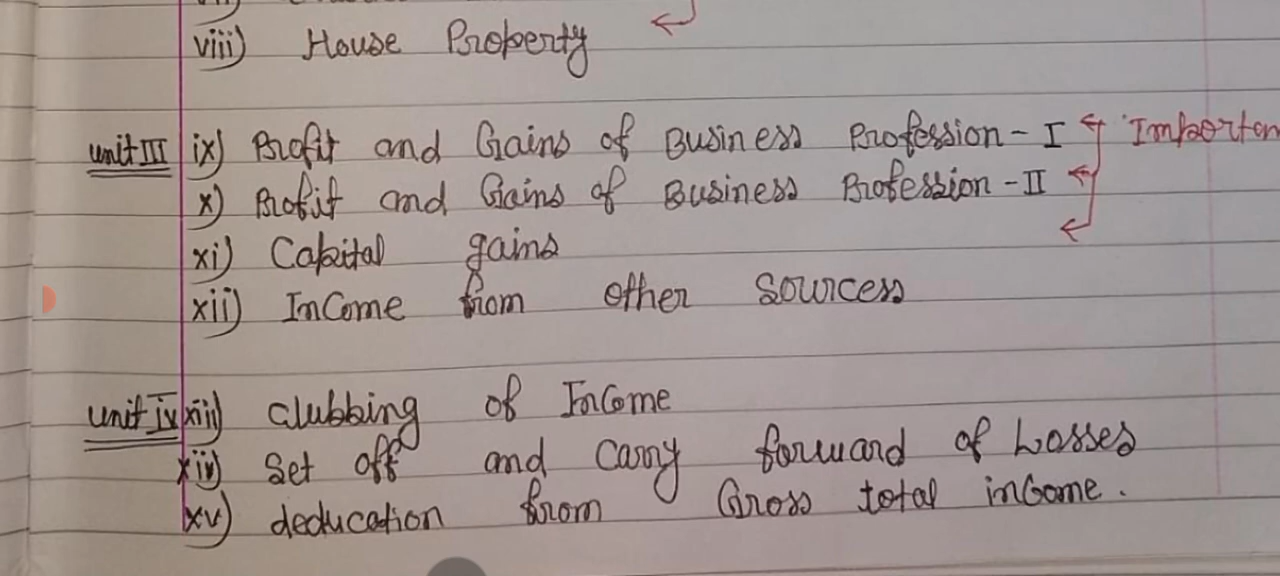 viii) House Property
unit III ix) Profit and Gains of Business Profession - I Importan
x) Profit and Gains of Business Profession - II
xi) Capital gains
xii) InCome from other Sources
unit iv xiii) clubbing of InCome
xiv) Set off and Carry forward of Losses
xv) deducation from Gross total inCome.